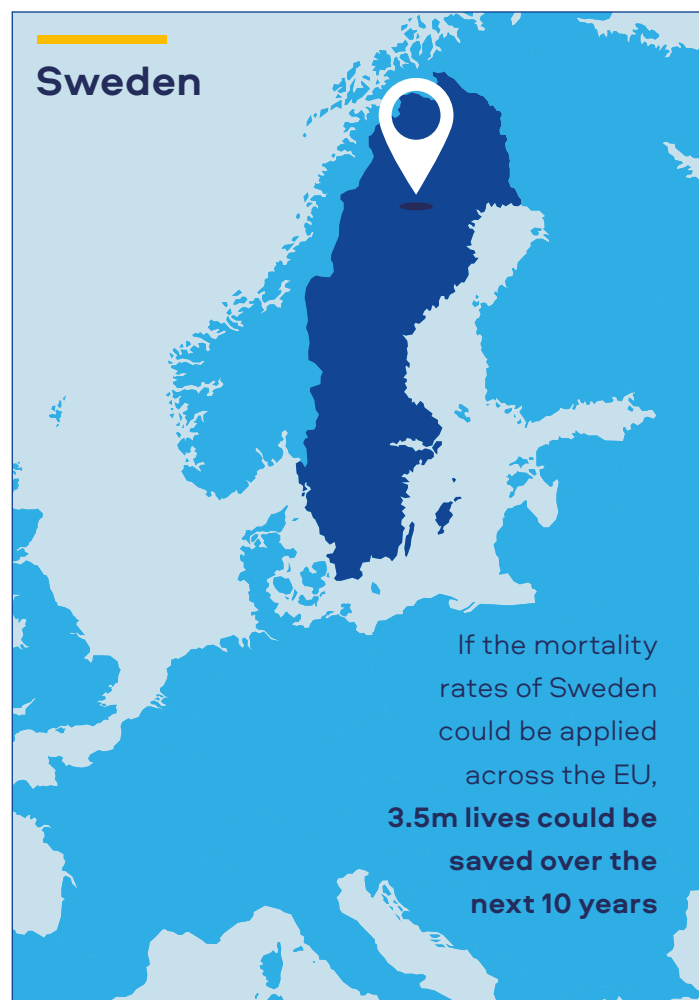 Sweden
If the mortality
rates of Sweden
could be applied
across the EU,
3.5m lives could be
saved over the
next 10 years